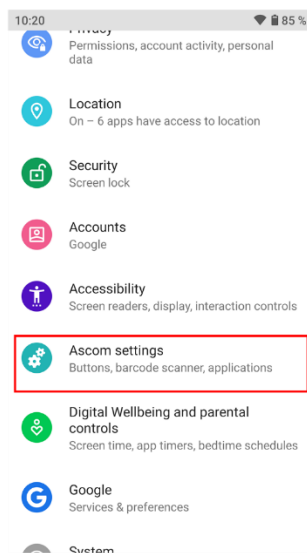 10:20 85 %
Privacy
Permissions, account activity, personal
data
Location
On – 6 apps have access to location
Security
Screen lock
Accounts
Google
Accessibility
Screen readers, display, interaction controls
Ascom settings
Buttons, barcode scanner, applications
Digital Wellbeing and parental
controls
Screen time, app timers, bedtime schedules
Google
Services & preferences
System